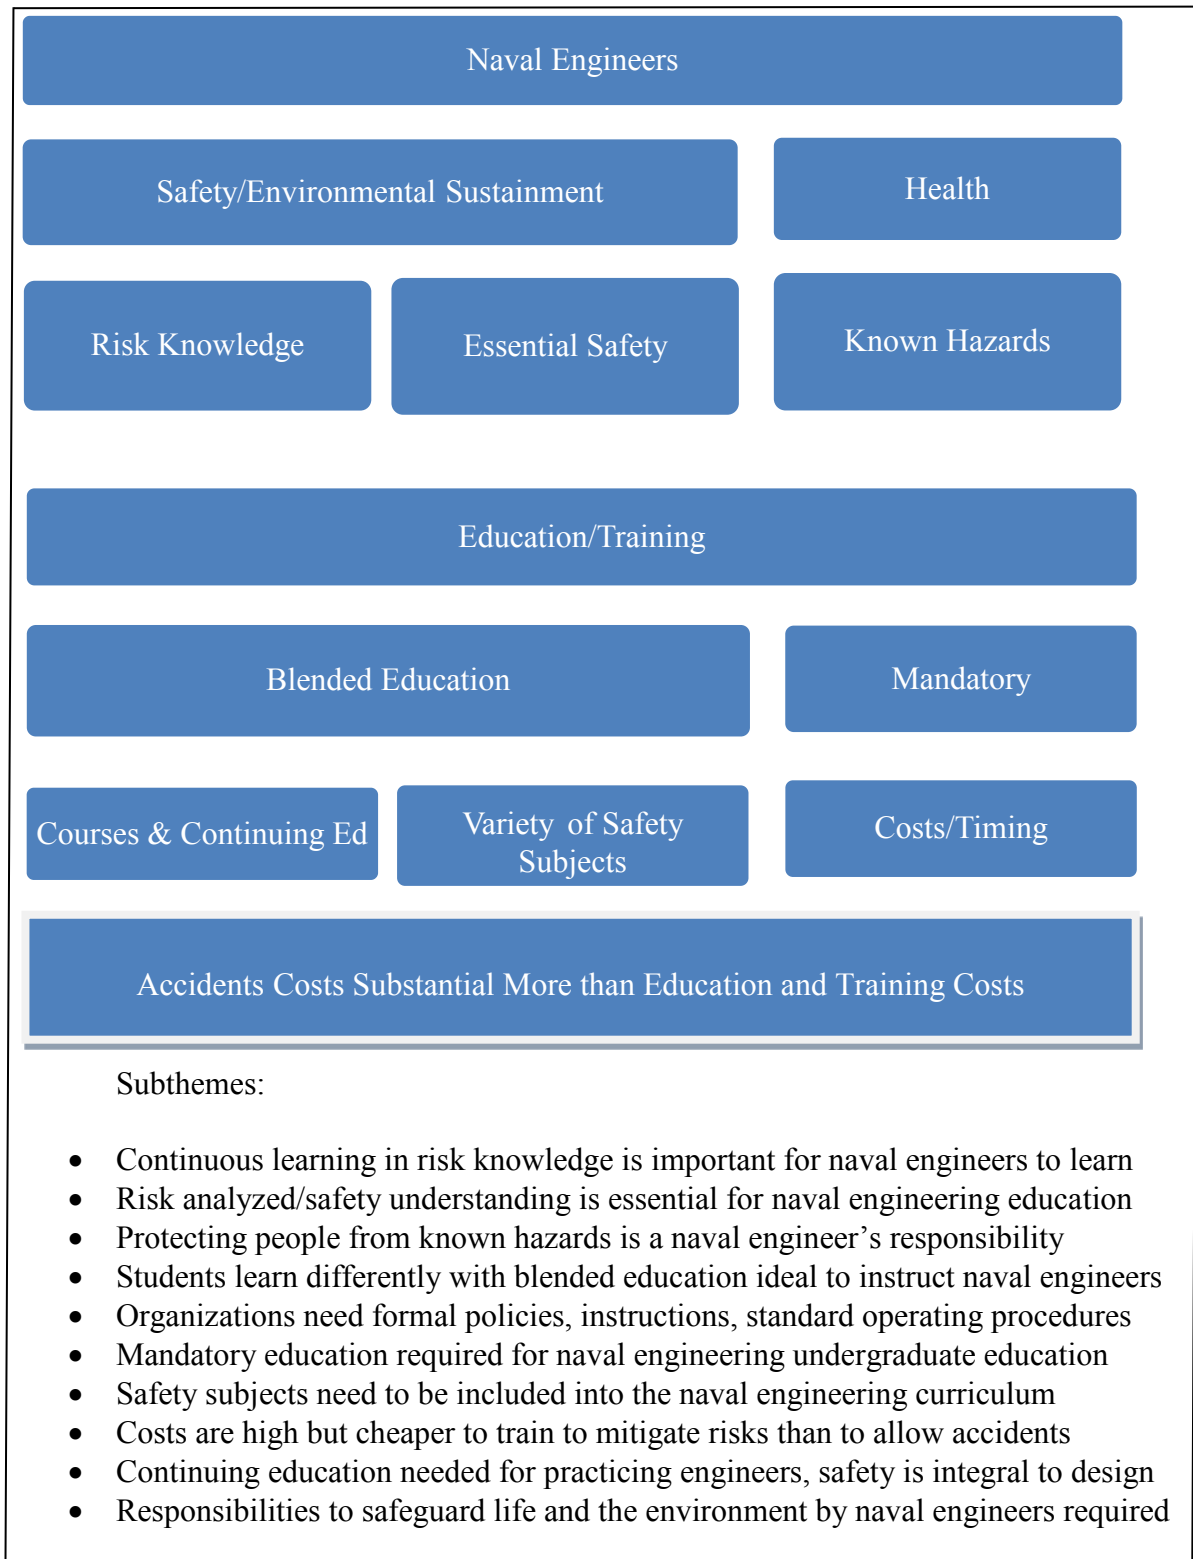 Naval Engineers
Safety/Environmental Sustainment
Health
Risk Knowledge
Essential Safety
Known Hazards
Education/Training
Blended Education
Mandatory
Courses & Continuing Ed
Variety of Safety
Subjects
Costs/Timing
Accidents Costs Substantial More than Education and Training Costs
Subthemes:
• Continuous learning in risk knowledge is important for naval engineers to learn
• Risk analyzed/safety understanding is essential for naval engineering education
• Protecting people from known hazards is a naval engineer’s responsibility
• Students learn differently with blended education ideal to instruct naval engineers
• Organizations need formal policies, instructions, standard operating procedures
• Mandatory education required for naval engineering undergraduate education
• Safety subjects need to be included into the naval engineering curriculum
• Costs are high but cheaper to train to mitigate risks than to allow accidents
• Continuing education needed for practicing engineers, safety is integral to design
• Responsibilities to safeguard life and the environment by naval engineers required